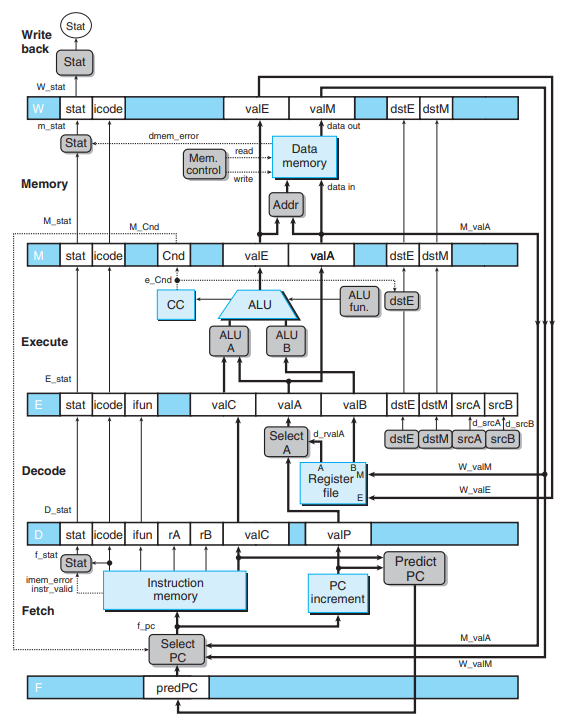 Stat
Write
back
Stat
W_stat
W stat icode valE valM dstE dstM
m_stat
data out
dmem_error
Stat
read
Mem.
control
write
Data
memory
Memory
data in
Addr
M_stat
M_Cnd
M_valA
M stat icode Cnd valE valA dstE dstM
e_Cnd
CC
ALU
ALU
fun.
dstE
Execute
ALU
A
ALU
B
E_stat
E stat icode ifun valC valA valB dstE dstM srcA srcB
d_srcA d_srcB
Select
A
d_rvalA
dstE dstM srcA srcB
A B
M
Register
file
E
W_valM
W_valE
Decode
D_stat
D stat icode ifun rA rB valC valP
f_stat
Stat
imem_error
instr_valid
Instruction
memory
PC
increment
Predict
PC
Fetch
f_pc
Select
PC
M_valA
W_valM
F predPC